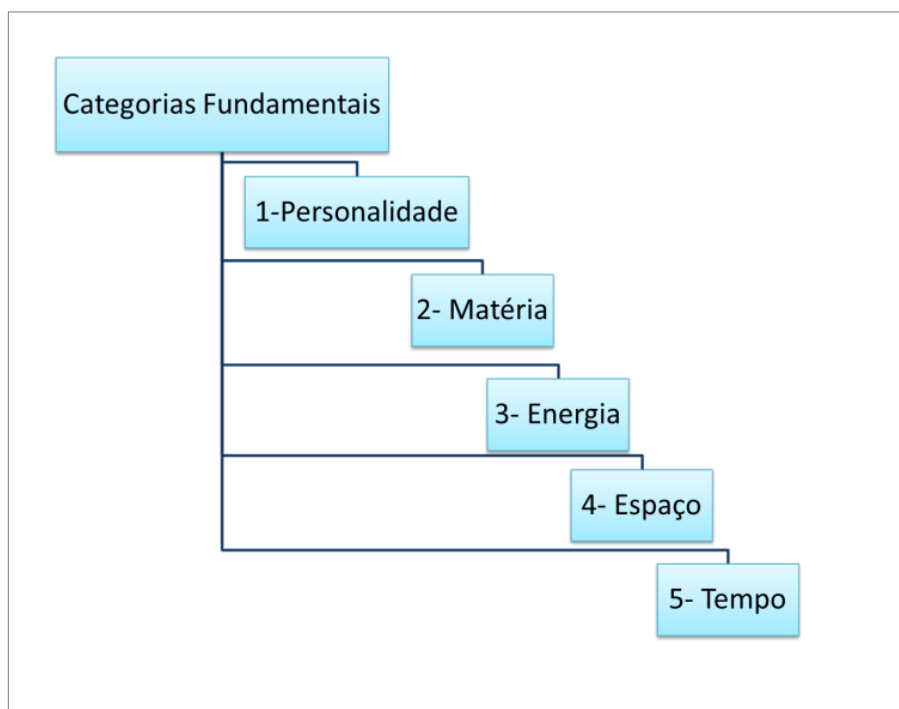 Categorias Fundamentais
1-Personalidade
2- Matéria
3- Energia
4- Espaço
5- Tempo